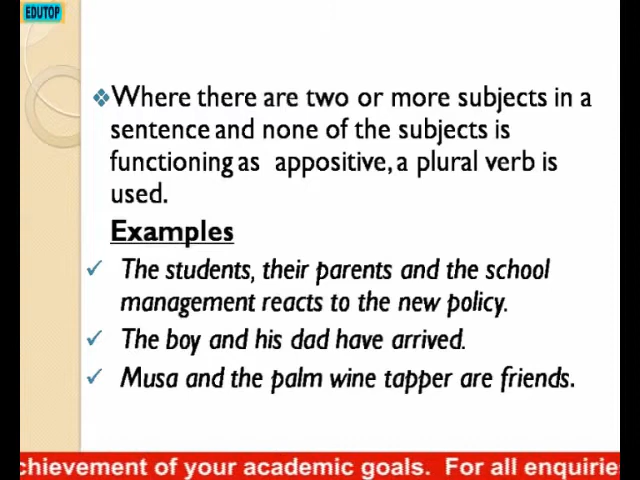 EDUTOP
Where there are two or more subjects in a
sentence and none of the subjects is
functioning as appositive, a plural verb is
used.
Examples
The students, their parents and the school
management reacts to the new policy.
The boy and his dad have arrived.
Musa and the palm wine tapper are friends.
chievement of your academic goals. For all enquirie